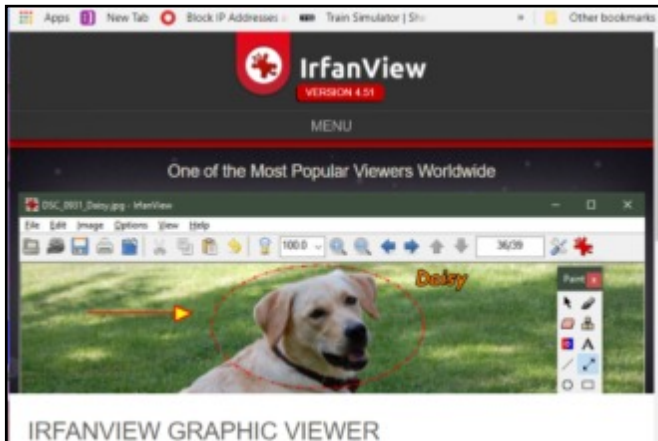 Apps New Tab Block IP Addresses Train Simulator | Sh » Other bookmarks
IrfanView
VERSION 4.51
MENU
One of the Most Popular Viewers Worldwide
DSC_0931_Daisy.jpg - IrfanView
File Edit Image Options View Help
100.0 36/39
Daisy
Paint
IRFANVIEW GRAPHIC VIEWER